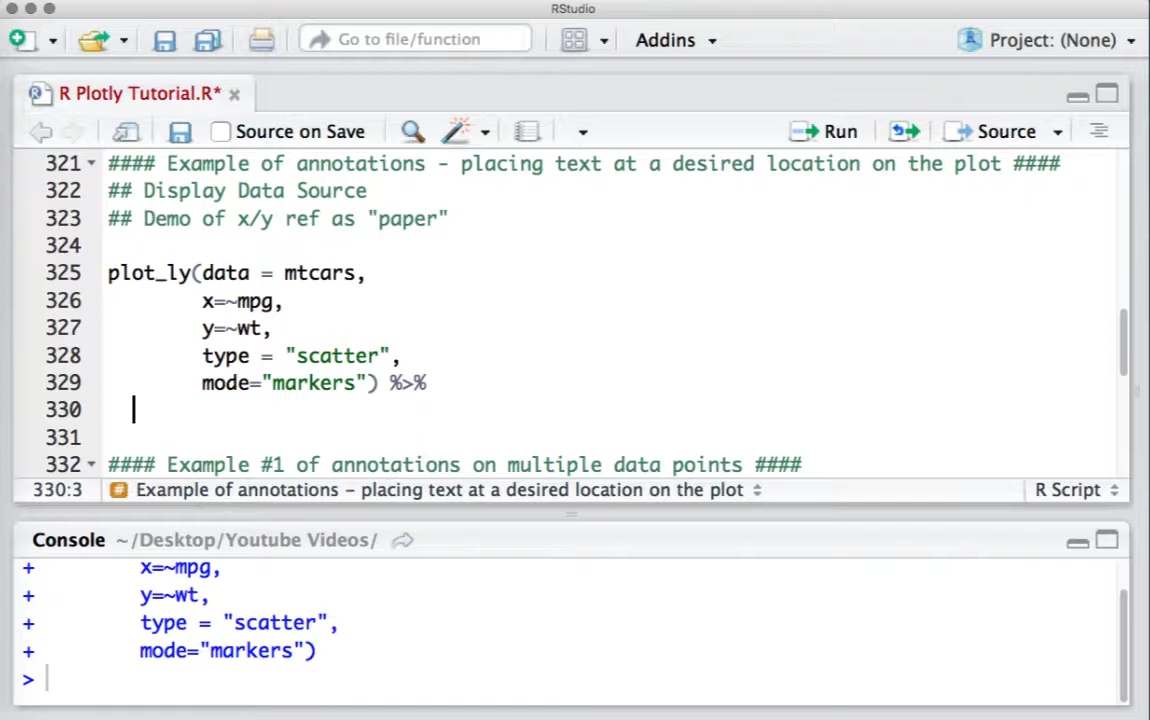 RStudio
Go to file/function
Addins
Project: (None)
R Plotly Tutorial.R*
Source on Save
Run
Source
321 #### Example of annotations - placing text at a desired location on the plot ####
322 ## Display Data Source
323 ## Demo of x/y ref as "paper"
324
325 plot_ly(data = mtcars,
326 x=~mpg,
327 y=~wt,
328 type = "scatter",
329 mode="markers") %>%
330
331
332 #### Example #1 of annotations on multiple data points ####
330:3 # Example of annotations - placing text at a desired location on the plot
R Script
Console ~/Desktop/Youtube Videos/
+ x=~mpg,
+ y=~wt,
+ type = "scatter",
+ mode="markers")
>